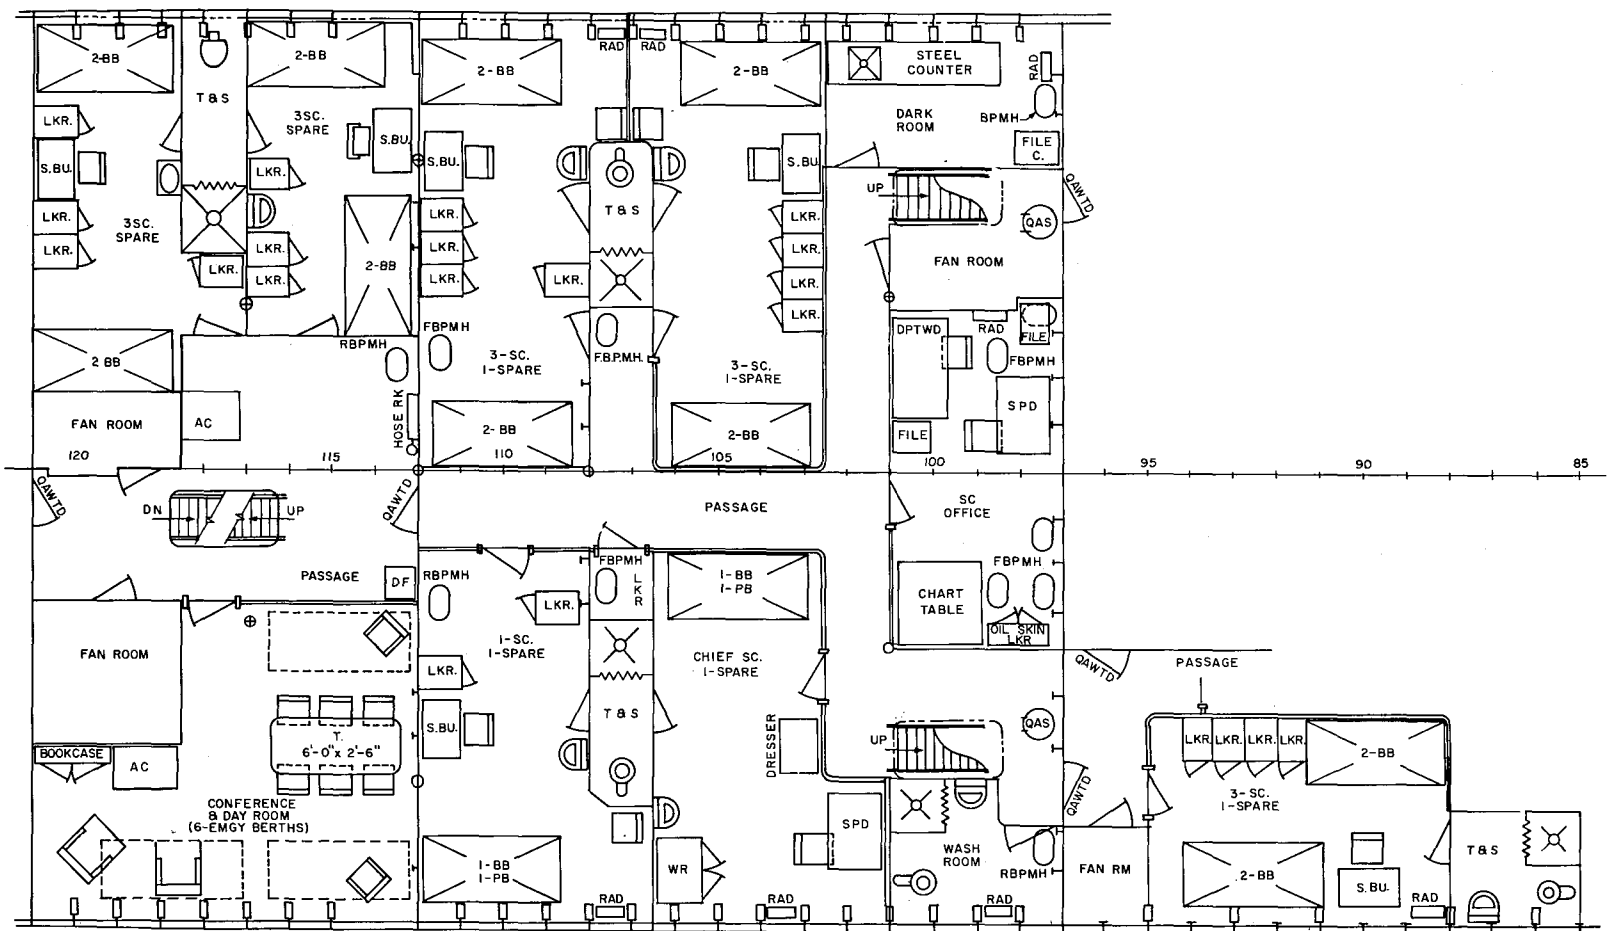 2-BB
LKR.
S.BU.
LKR.
LKR.
3SC.
SPARE
2 BB
FAN ROOM
T & S
LKR.
AC
2-BB
3SC.
SPARE
S.BU.
LKR.
LKR.
LKR.
2-BB
RBPMH
HOSE RK
2-BB
S.BU.
LKR.
LKR.
LKR.
LKR.
FBPMH
3-SC.
1-SPARE
2-BB
RAD
RAD
T & S
F.B.P.M.H.
2-BB
S.BU.
LKR.
LKR.
LKR.
LKR.
3-SC.
1-SPARE
2-BB
STEEL
COUNTER
RAD
DARK
ROOM
BPMH
FILE
C.
UP
QAWTD
QAS
FAN ROOM
DPTWD
RAD
FILE
FBPMH
SPD
FILE
120
115
110
105
100
95
90
85
QAWTD
DN
UP
QAWTD
PASSAGE
DF
PASSAGE
SC
OFFICE
FBPMH
CHART
TABLE
OIL SKIN
LKR
QAWTD
PASSAGE
FAN ROOM
BOOKCASE
AC
T.
6'-0" x 2'-6"
CONFERENCE
& DAY ROOM
(6-EMGY BERTHS)
RBPMH
LKR.
1-SC.
1-SPARE
LKR.
S.BU.
1-BB
1-PB
RAD
FBPMH
LKR
T & S
1-BB
1-PB
CHIEF SC.
1-SPARE
DRESSER
SPD
WR
RAD
UP
QAS
QAWTD
WASH
ROOM
RBPMH
RAD
FAN RM
LKR.
LKR.
LKR.
LKR.
2-BB
3-SC.
1-SPARE
2-BB
S.BU.
RAD
T & S